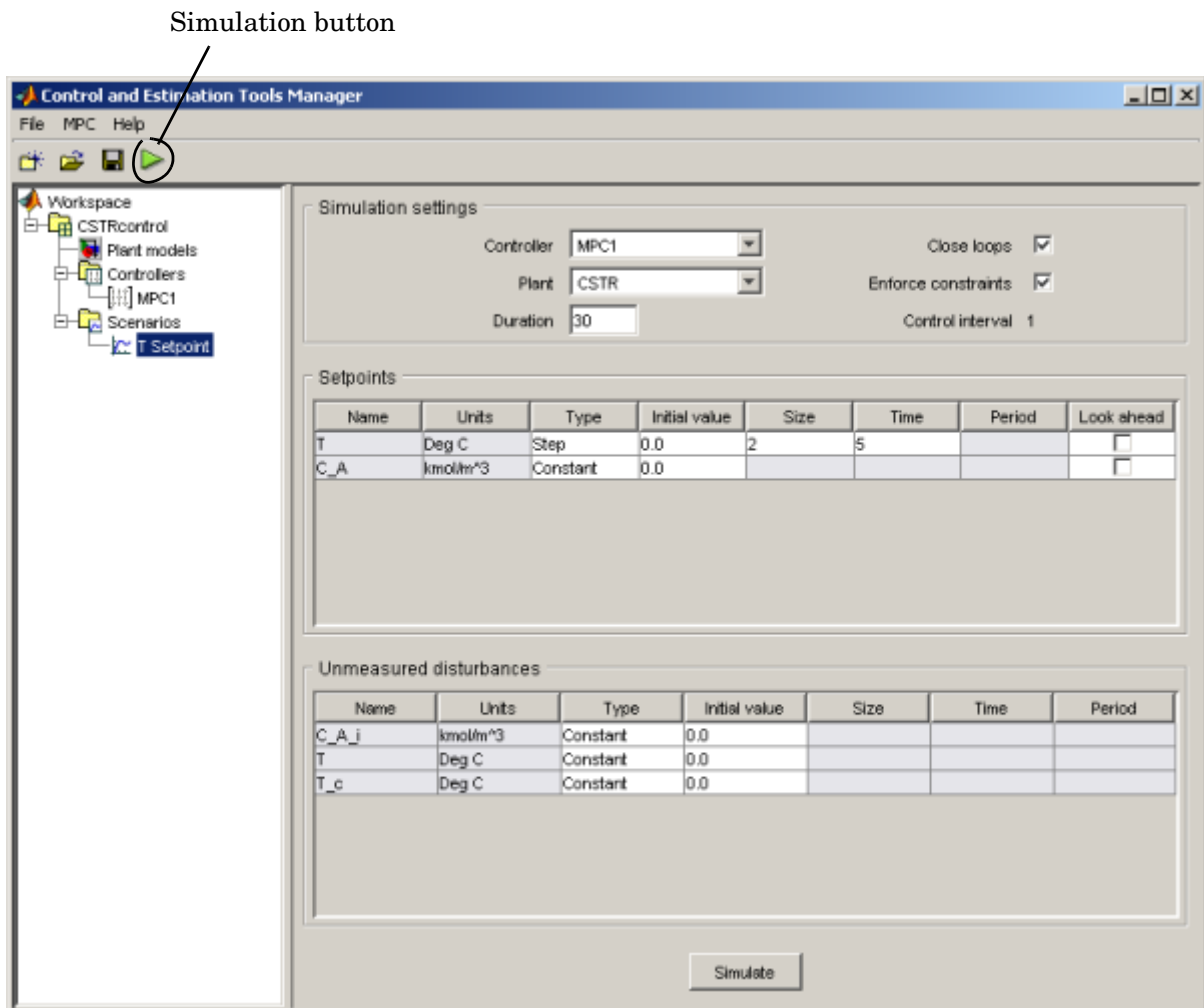 Simulation button
Control and Estimation Tools Manager
File MPC Help
Workspace
CSTRcontrol
Plant models
Controllers
MPC1
Scenarios
T Setpoint
Simulation settings
Controller MPC1 Close loops
Plant CSTR Enforce constraints
Duration 30 Control interval 1
Setpoints
Name Units Type Initial value Size Time Period Look ahead
T Deg C Step 0.0 2 5
C_A kmol/m^3 Constant 0.0
Unmeasured disturbances
Name Units Type Initial value Size Time Period
C_A_i kmol/m^3 Constant 0.0
T Deg C Constant 0.0
T_c Deg C Constant 0.0
Simulate